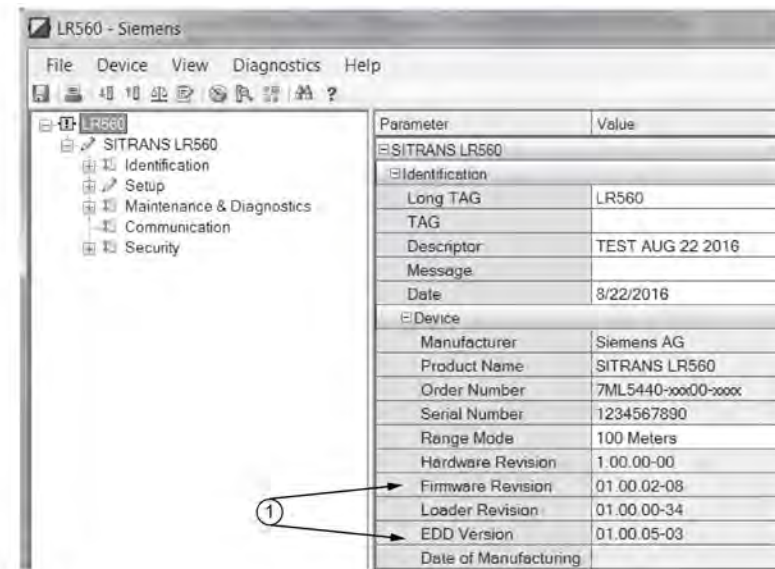 LR560 - Siemens
File Device View Diagnostics Help
LR560
SITRANS LR560
Identification
Setup
Maintenance & Diagnostics
Communication
Security
Parameter Value
SITRANS LR560
Identification
Long TAG LR560
TAG
Descriptor TEST AUG 22 2016
Message
Date 8/22/2016
Device
Manufacturer Siemens AG
Product Name SITRANS LR560
Order Number 7ML5440-xxx00-xxxx
Serial Number 1234567890
Range Mode 100 Meters
Hardware Revision 1.00.00-00
Firmware Revision 01.00.02-08
Loader Revision 01.00.00-34
EDD Version 01.00.05-03
Date of Manufacturing
1